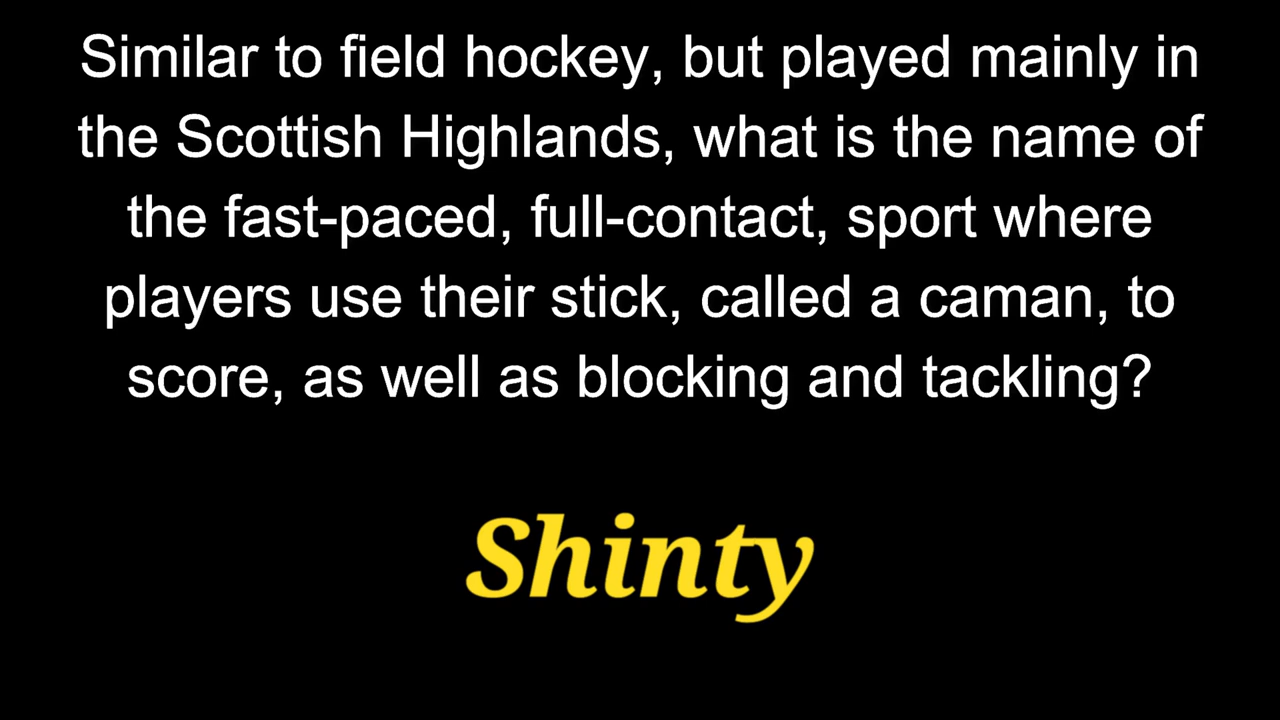 Similar to field hockey, but played mainly in
the Scottish Highlands, what is the name of
the fast-paced, full-contact, sport where
players use their stick, called a caman, to
score, as well as blocking and tackling?
Shinty